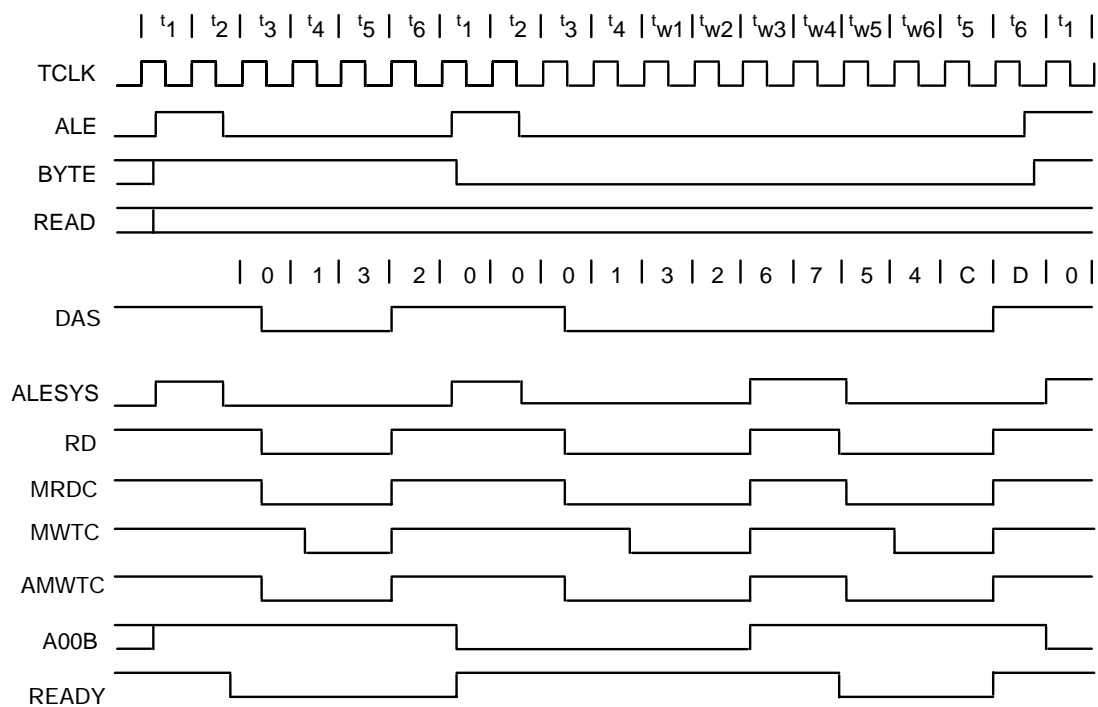 t1 t2 t3 t4 t5 t6 t1 t2 t3 t4 tw1 tw2 tw3 tw4 tw5 tw6 t5 t6 t1
TCLK
ALE
BYTE
READ
0 1 3 2 0 0 0 1 3 2 6 7 5 4 C D 0
DAS
ALESYS
RD
MRDC
MWTC
AMWTC
A00B
READY